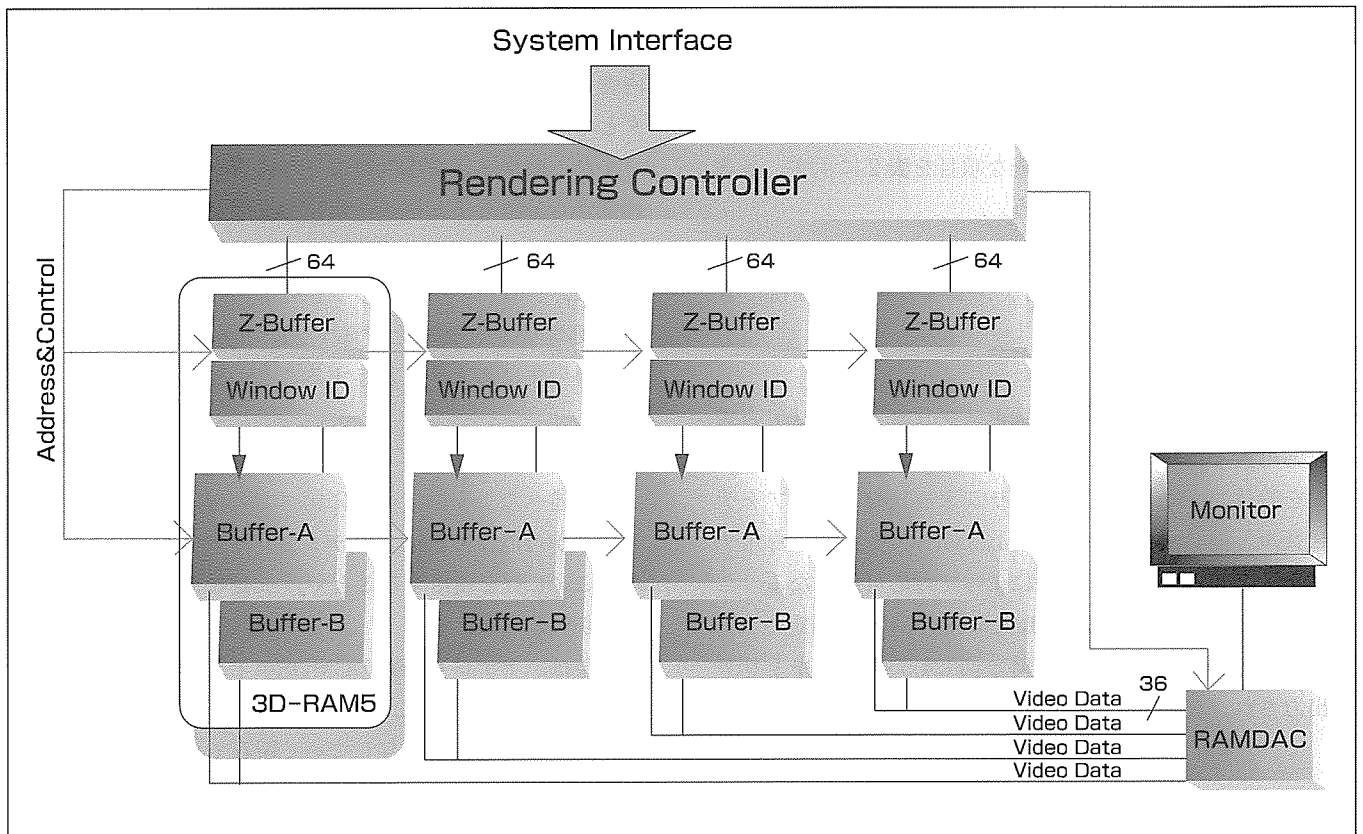 System Interface
Rendering Controller
Address&Control
64
64
64
64
Z-Buffer
Z-Buffer
Z-Buffer
Z-Buffer
Window ID
Window ID
Window ID
Window ID
Buffer-A
Buffer-A
Buffer-A
Buffer-A
Monitor
Buffer-B
Buffer-B
Buffer-B
Buffer-B
3D-RAM5
36
Video Data
Video Data
Video Data
Video Data
RAMDAC